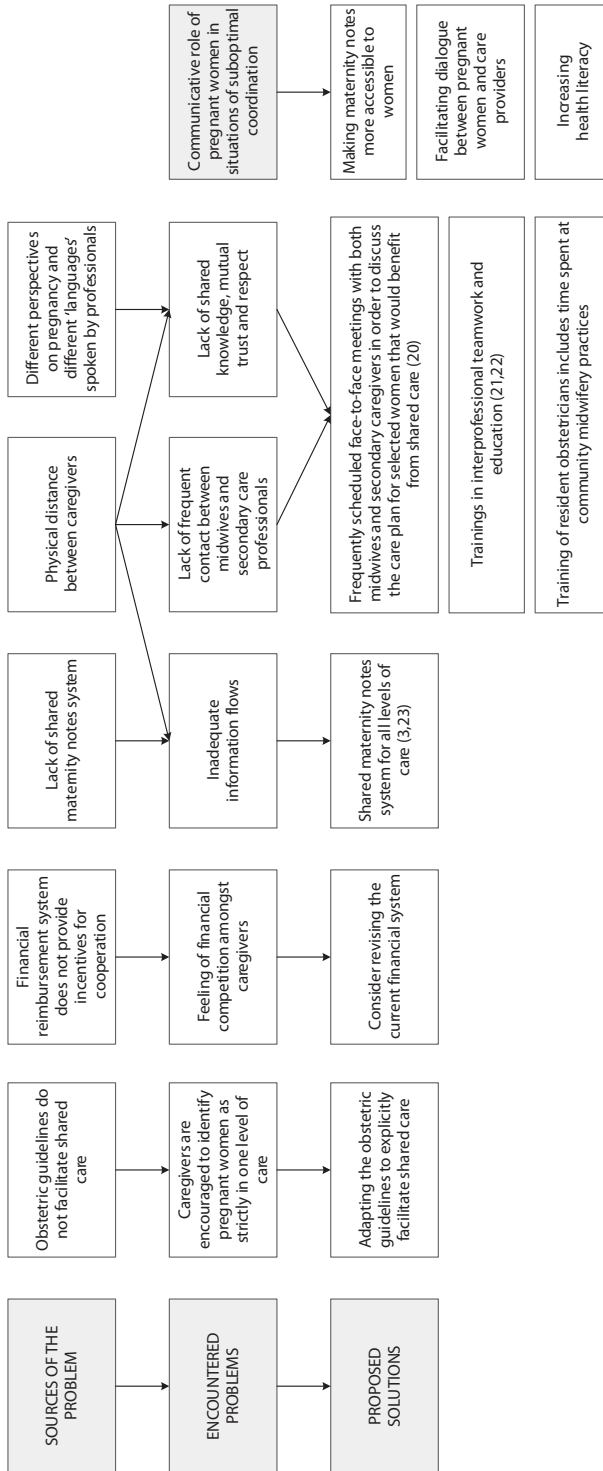 SOURCES OF THE
PROBLEM
Obstetric guidelines do
not facilitate shared
care
Financial
reimbursement system
does not provide
incentives for
cooperation
Lack of shared
maternity notes system
Physical distance
between caregivers
Different perspectives
on pregnancy and
different ‘languages’
spoken by professionals
ENCOUNTERED
PROBLEMS
Caregivers are
encouraged to identify
pregnant women as
strictly in one level of
care
Feeling of financial
competition amongst
caregivers
Inadequate
information flows
Lack of frequent
contact between
midwives and
secondary care
professionals
Lack of shared
knowledge, mutual
trust and respect
Communicative role of
pregnant women in
situations of suboptimal
coordination
PROPOSED
SOLUTIONS
Adapting the obstetric
guidelines to explicitly
facilitate shared care
Consider revising the
current financial system
Shared maternity notes
system for all levels of
care (3,23)
Frequently scheduled face-to-face meetings with both
midwives and secondary caregivers in order to discuss
the care plan for selected women that would benefit
from shared care (20)
Making maternity notes
more accessible to
women
Trainings in interprofessional teamwork and
education (21,22)
Facilitating dialogue
between pregnant
women and care
providers
Training of resident obstetricians includes time spent at
community midwifery practices
Increasing
health literacy